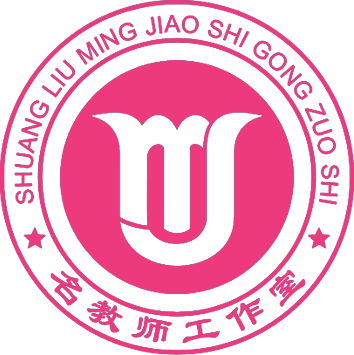 SHUANG LIU MING JIAO SHI GONG ZUO SHI
名教师工作室